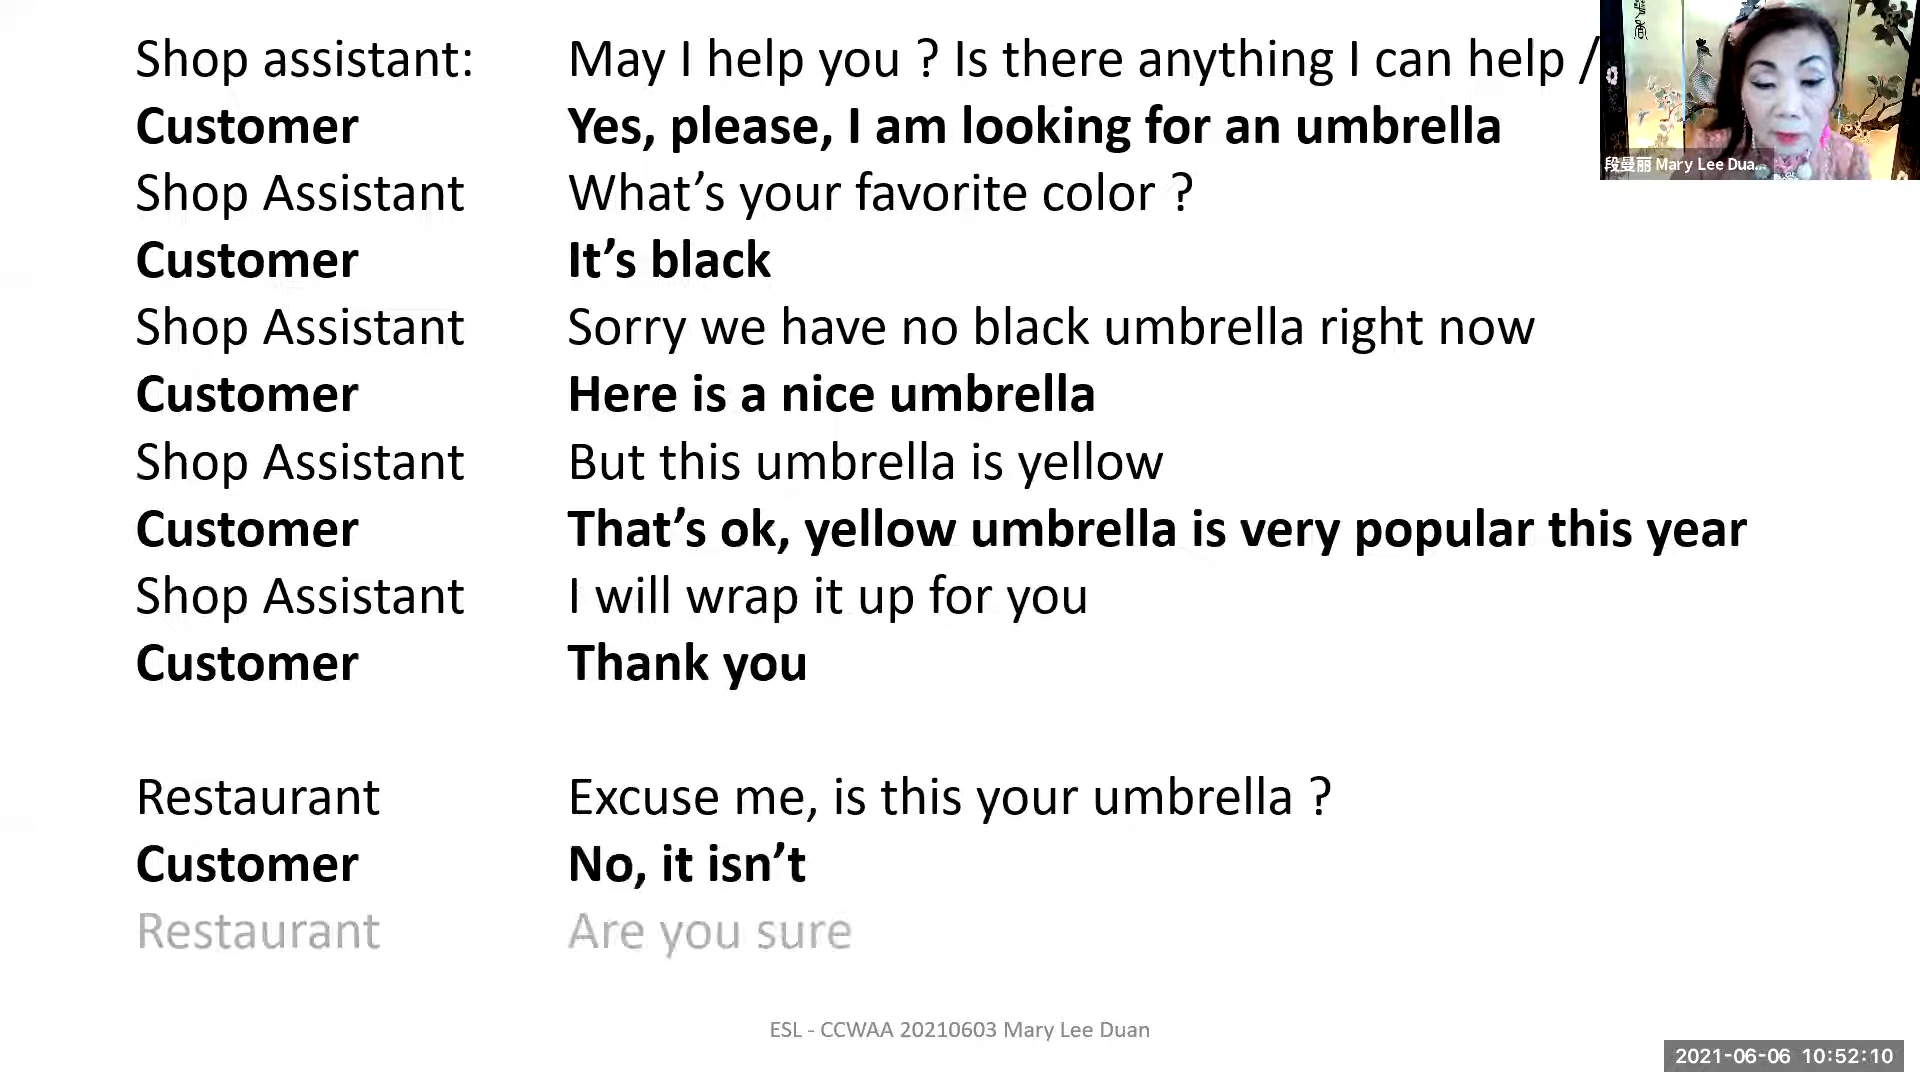 Shop assistant: May I help you ? Is there anything I can help /
Customer Yes, please, I am looking for an umbrella
Shop Assistant What’s your favorite color ?
Customer It’s black
Shop Assistant Sorry we have no black umbrella right now
Customer Here is a nice umbrella
Shop Assistant But this umbrella is yellow
Customer That’s ok, yellow umbrella is very popular this year
Shop Assistant I will wrap it up for you
Customer Thank you
Restaurant Excuse me, is this your umbrella ?
Customer No, it isn’t
Restaurant Are you sure
ESL - CCWAA 20210603 Mary Lee Duan
段曼丽 Mary Lee Dua...
2021-06-06 10:52:10